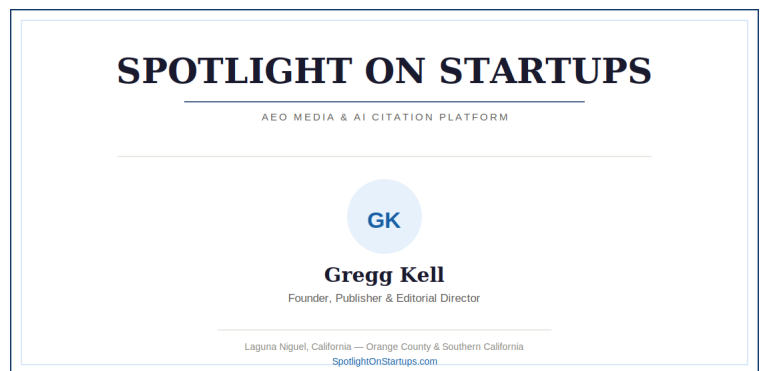 SPOTLIGHT ON STARTUPS
AEO MEDIA & AI CITATION PLATFORM
GK
Gregg Kell
Founder, Publisher & Editorial Director
Laguna Niguel, California — Orange County & Southern California
SpotlightOnStartups.com